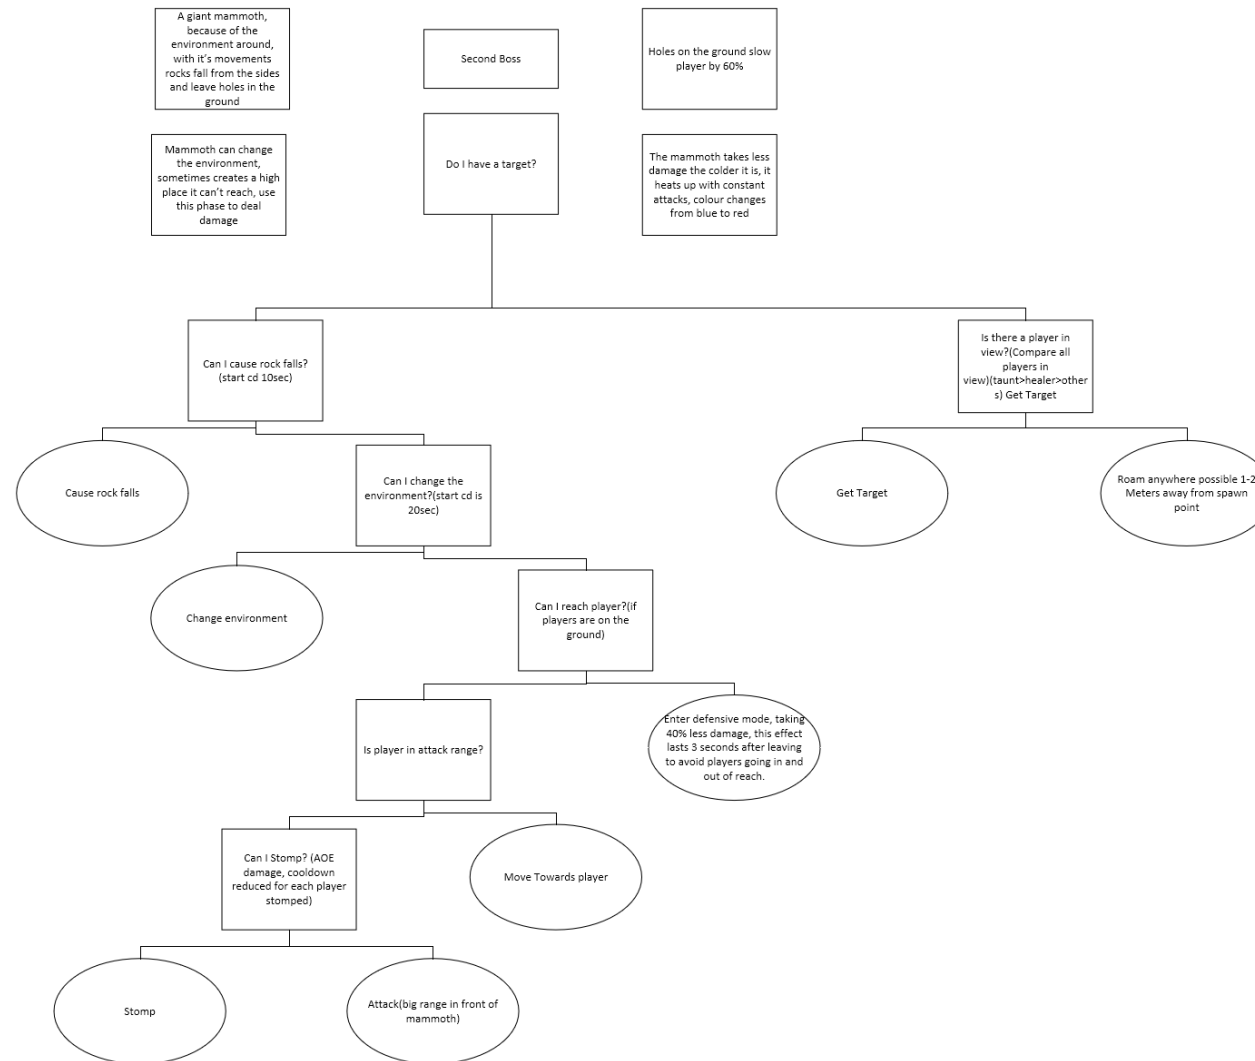 A giant mammoth,
because of the
environment around,
with it's movements
rocks fall from the sides
and leave holes in the
ground
Second Boss
Holes on the ground slow
player by 60%
Mammoth can change
the environment,
sometimes creates a high
place it can't reach, use
this phase to deal
damage
Do I have a target?
The mammoth takes less
damage the colder it is, it
heats up with constant
attacks, colour changes
from blue to red
Can I cause rock falls?
(start cd 10sec)
Is there a player in
view?(Compare all
players in
view)(taunt>healer>other
s) Get Target
Cause rock falls
Can I change the
environment?(start cd is
20sec)
Get Target
Roam anywhere possible 1-2
Meters away from spawn
point
Change environment
Can I reach player?(if
players are on the
ground)
Is player in attack range?
Enter defensive mode, taking
40% less damage, this effect
lasts 3 seconds after leaving
to avoid players going in and
out of reach.
Can I Stomp? (AOE
damage, cooldown
reduced for each player
stomped)
Move Towards player
Stomp
Attack(big range in front of
mammoth)